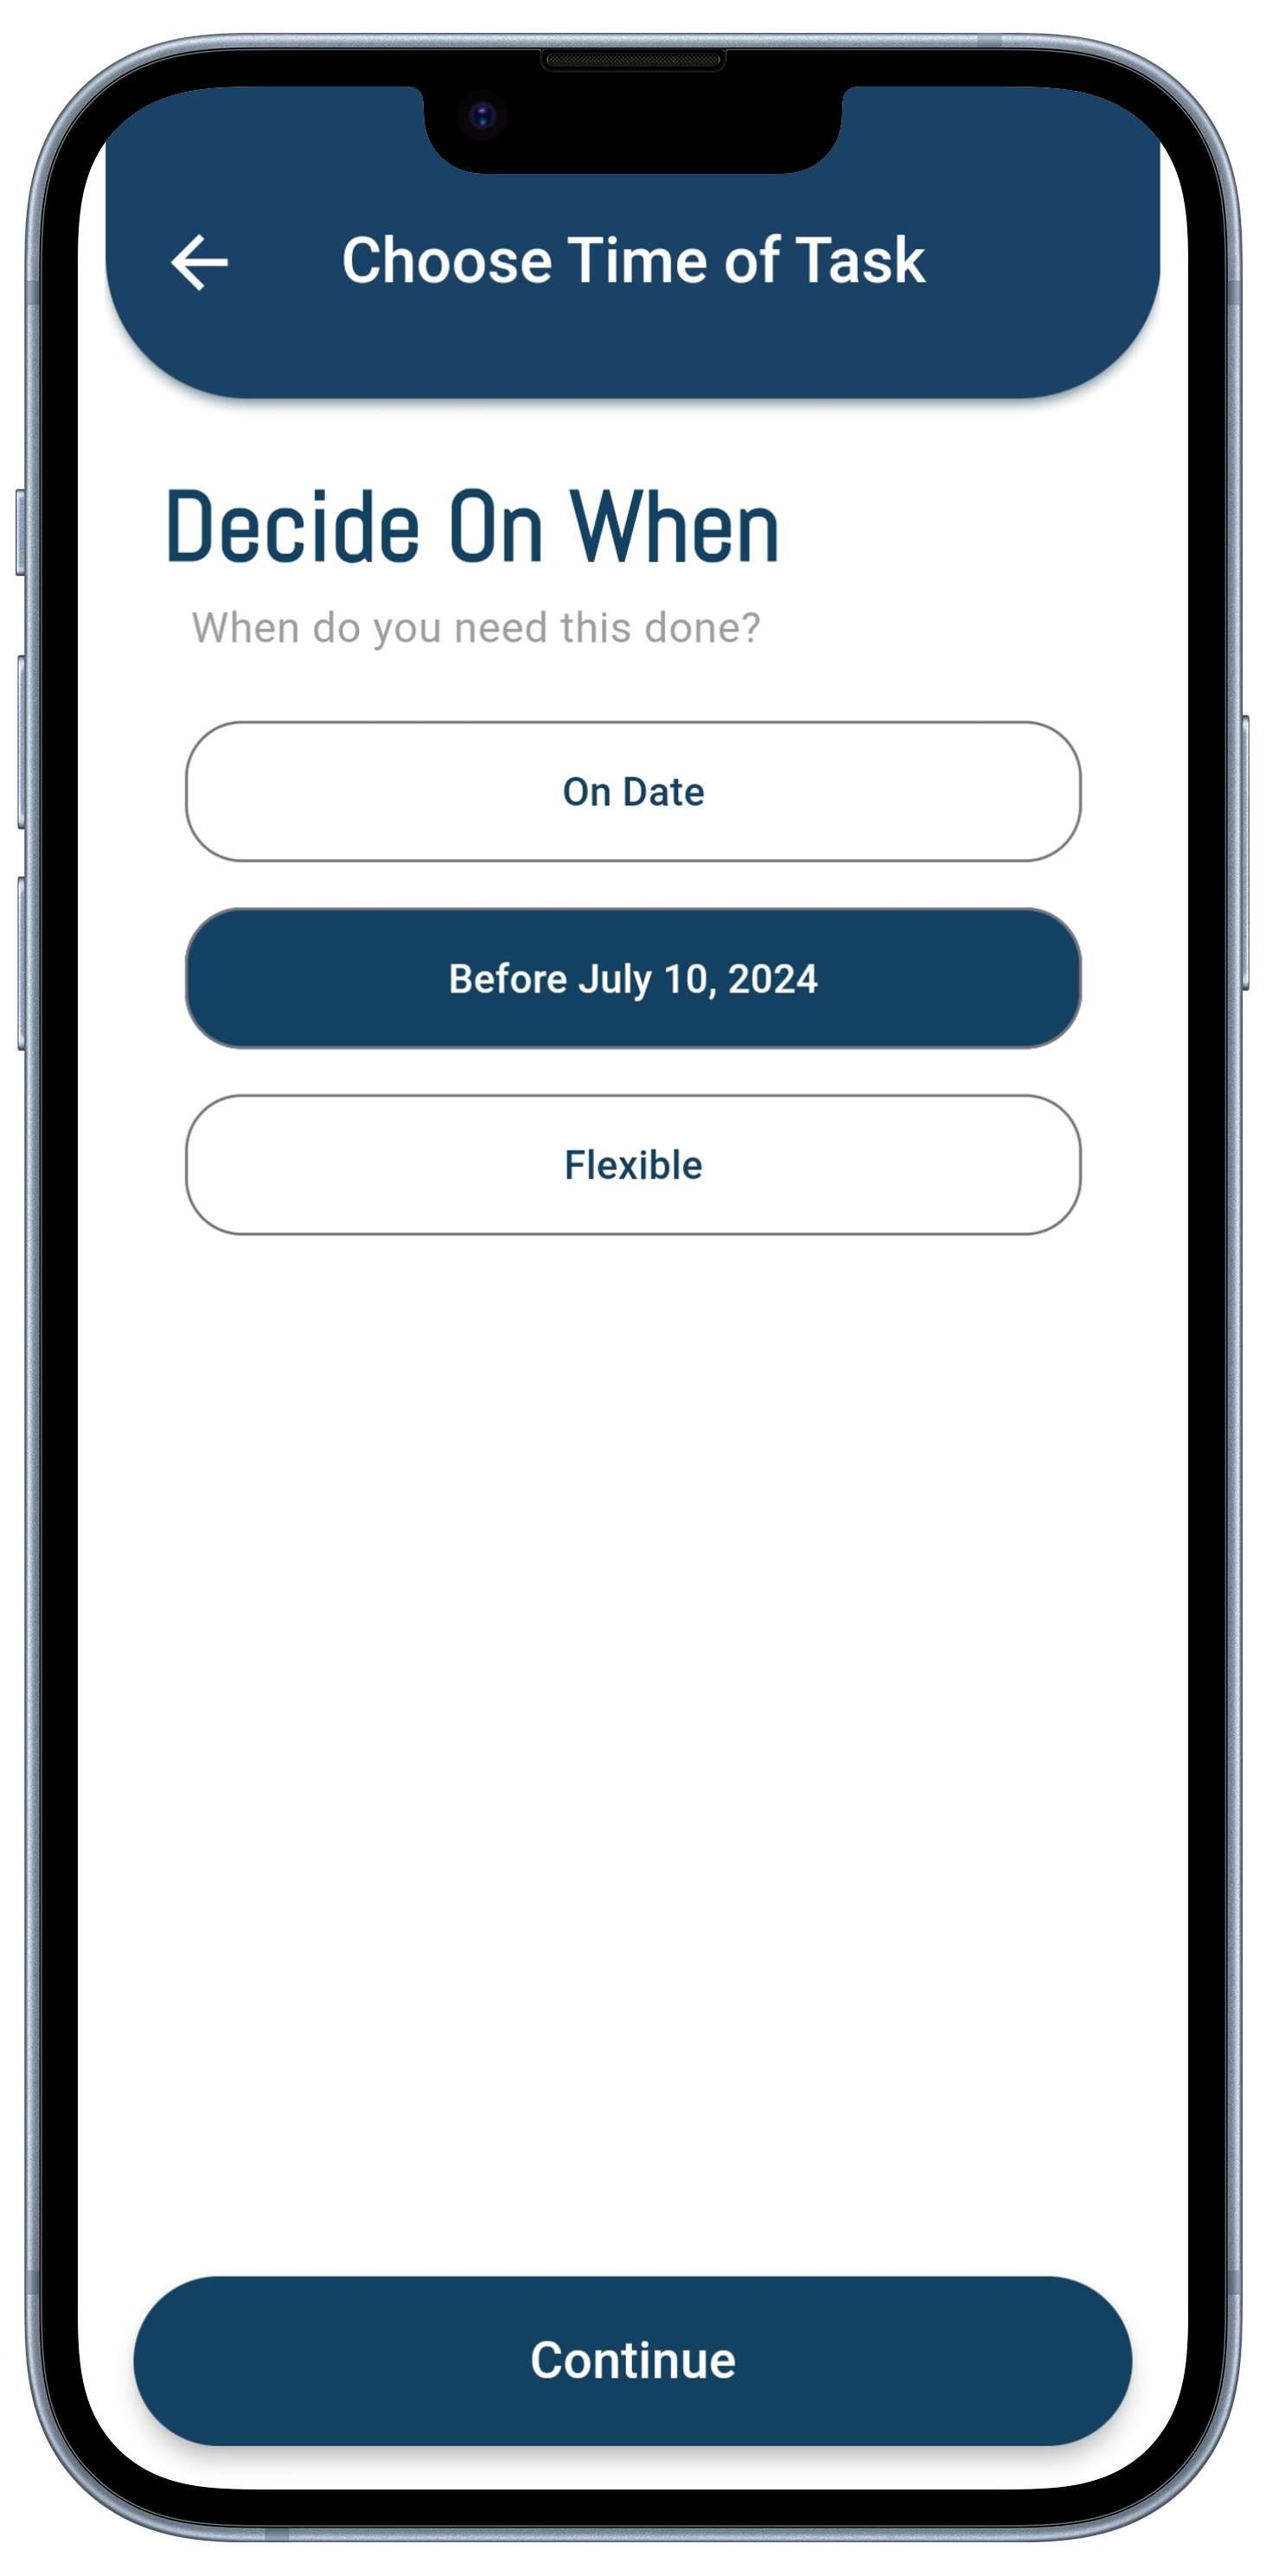 Choose Time of Task
Decide On When
When do you need this done?
On Date
Before July 10, 2024
Flexible
Continue